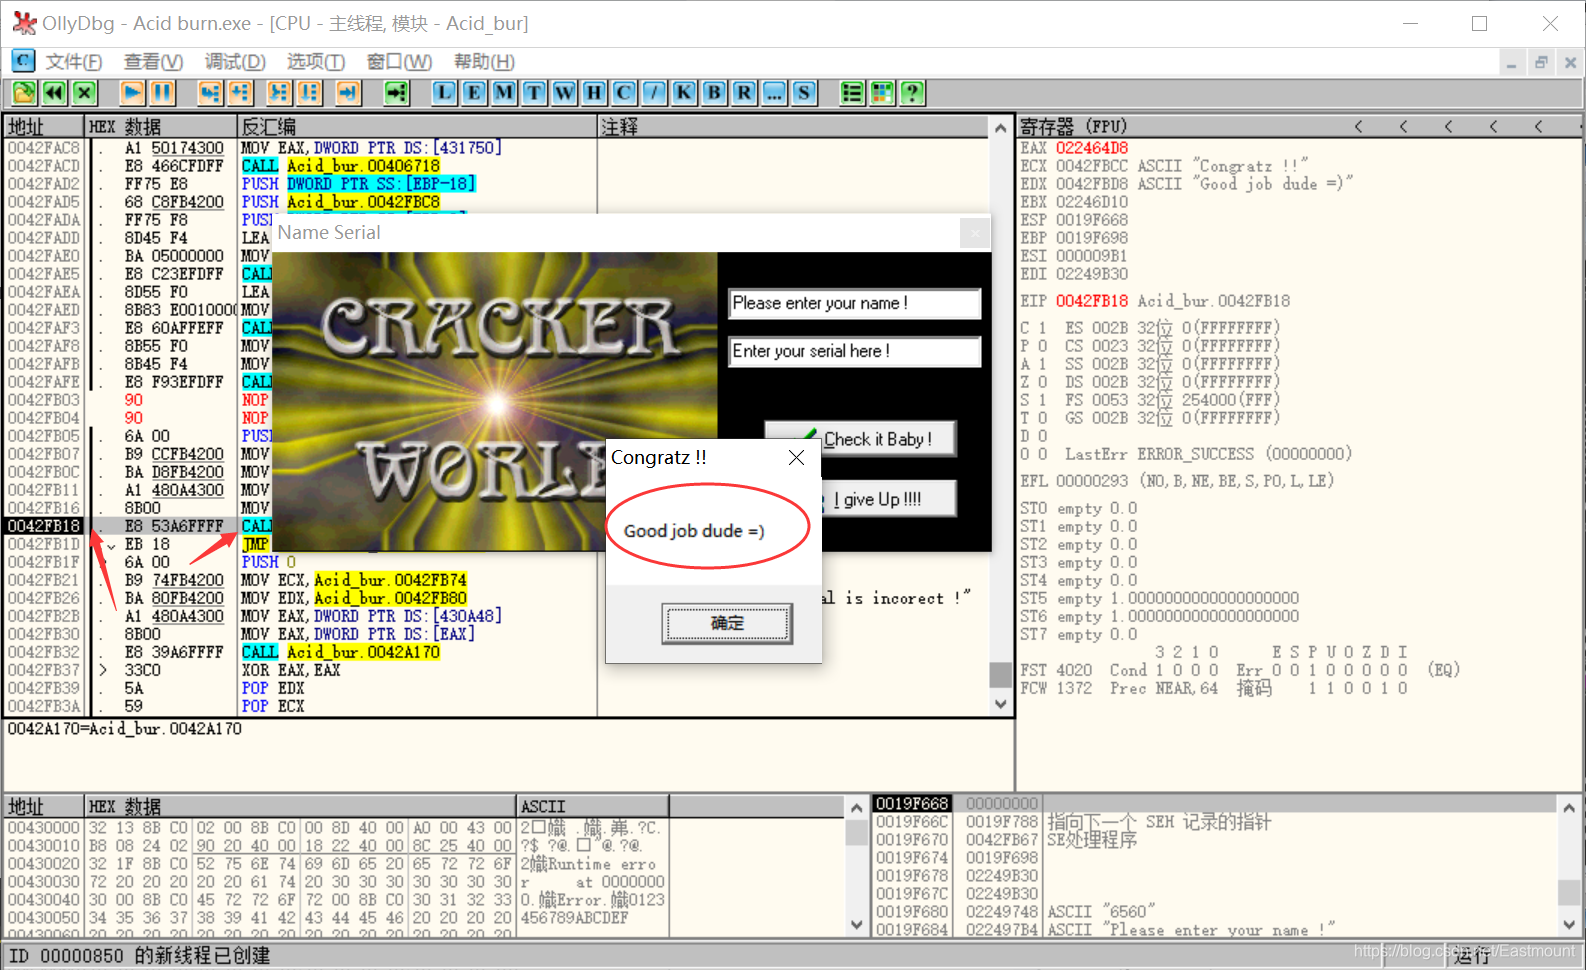 OllyDbg - Acid burn.exe - [CPU - 主线程, 模块 - Acid_bur]
C 文件(F) 查看(V) 调试(D) 选项(T) 窗口(W) 帮助(H)
L E M T W H C / K B R ... S ?
地址 HEX 数据 反汇编 注释
0042FAC8 . A1 50174300 MOV EAX,DWORD PTR DS:[431750]
0042FACD . E8 466CFDFF CALL Acid_bur.00406718
0042FAD2 . FF75 E8 PUSH DWORD PTR SS:[EBP-18]
0042FAD5 . 68 C8FB4200 PUSH Acid_bur.0042FBC8
0042FADA . FF75 F8 PUS
0042FADD . 8D45 F4 LEA
0042FAE0 . BA 05000000 MOV
0042FAE5 . E8 C23EFDFF CAL
0042FAEA . 8D55 F0 LEA
0042FAED . 8B83 E0010000 MOV
0042FAF3 . E8 60AFFEFF CAL
0042FAF8 . 8B55 F0 MOV
0042FAFB . 8B45 F4 MOV
0042FAFE . E8 F93EFDFF CAL
0042FB03 90 NOP
0042FB04 90 NOP
0042FB05 . 6A 00 PUS
0042FB07 . B9 CCFB4200 MOV
0042FB0C . BA D8FB4200 MOV
0042FB11 . A1 480A4300 MOV
0042FB16 . 8B00 MOV
0042FB18 . E8 53A6FFFF CAL
0042FB1D . EB 18 JMP
0042FB1F > 6A 00 PUSH 0
0042FB21 . B9 74FB4200 MOV ECX,Acid_bur.0042FB74
0042FB26 . BA 80FB4200 MOV EDX,Acid_bur.0042FB80
0042FB2B . A1 480A4300 MOV EAX,DWORD PTR DS:[430A48]
0042FB30 . 8B00 MOV EAX,DWORD PTR DS:[EAX]
0042FB32 . E8 39A6FFFF CALL Acid_bur.0042A170
0042FB37 > 33C0 XOR EAX,EAX
0042FB39 . 5A POP EDX
0042FB3A . 59 POP ECX
al is incorect !"
0042A170=Acid_bur.0042A170
Name Serial
CRACKER
WORL
Please enter your name !
Enter your serial here !
Check it Baby !
I give Up !!!!
Congratz !!
Good job dude =)
确定
寄存器 (FPU) < < < < <
EAX 022464D8
ECX 0042FBCC ASCII "Congratz !!"
EDX 0042FBD8 ASCII "Good job dude =)"
EBX 02246D10
ESP 0019F668
EBP 0019F698
ESI 000009B1
EDI 02249B30
EIP 0042FB18 Acid_bur.0042FB18
C 1 ES 002B 32位 0(FFFFFFFF)
P 0 CS 0023 32位 0(FFFFFFFF)
A 1 SS 002B 32位 0(FFFFFFFF)
Z 0 DS 002B 32位 0(FFFFFFFF)
S 1 FS 0053 32位 254000(FFF)
T 0 GS 002B 32位 0(FFFFFFFF)
D 0
O 0 LastErr ERROR_SUCCESS (00000000)
EFL 00000293 (NO,B,NE,BE,S,PO,L,LE)
ST0 empty 0.0
ST1 empty 0.0
ST2 empty 0.0
ST3 empty 0.0
ST4 empty 0.0
ST5 empty 1.0000000000000000000
ST6 empty 1.0000000000000000000
ST7 empty 0.0
3 2 1 0 E S P U O Z D I
FST 4020 Cond 1 0 0 0 Err 0 0 1 0 0 0 0 0 (EQ)
FCW 1372 Prec NEAR,64 掩码 1 1 0 0 1 0
地址 HEX 数据 ASCII
00430000 32 13 8B C0 02 00 8B C0 00 8D 40 00 A0 00 43 00
00430010 B8 08 24 02 90 20 40 00 18 22 40 00 8C 25 40 00
00430020 32 1F 8B C0 52 75 6E 74 69 6D 65 20 65 72 72 6F 2孈Runtime erro
00430030 72 20 20 20 20 20 61 74 20 30 30 30 30 30 30 30 r at 0000000
00430040 30 00 8B C0 45 72 72 6F 72 00 8B C0 30 31 32 33 0.孈Error.孈0123
00430050 34 35 36 37 38 39 41 42 43 44 45 46 20 20 20 20 456789ABCDEF
00430060 20 20 20 20 20 20 20 20 20 20 20 20 20 20 20 20
0019F668 00000000
0019F66C 0019F788 指向下一个 SEH 记录的指针
0019F670 0042FB67 SE处理程序
0019F674 0019F698
0019F678 02249B30
0019F67C 02249B30
0019F680 02249748 ASCII "6560"
0019F684 022497B4 ASCII "Please enter your name !"
ID 00000850 的新线程已创建 运行
https://blog.csdn.net/Eastmount